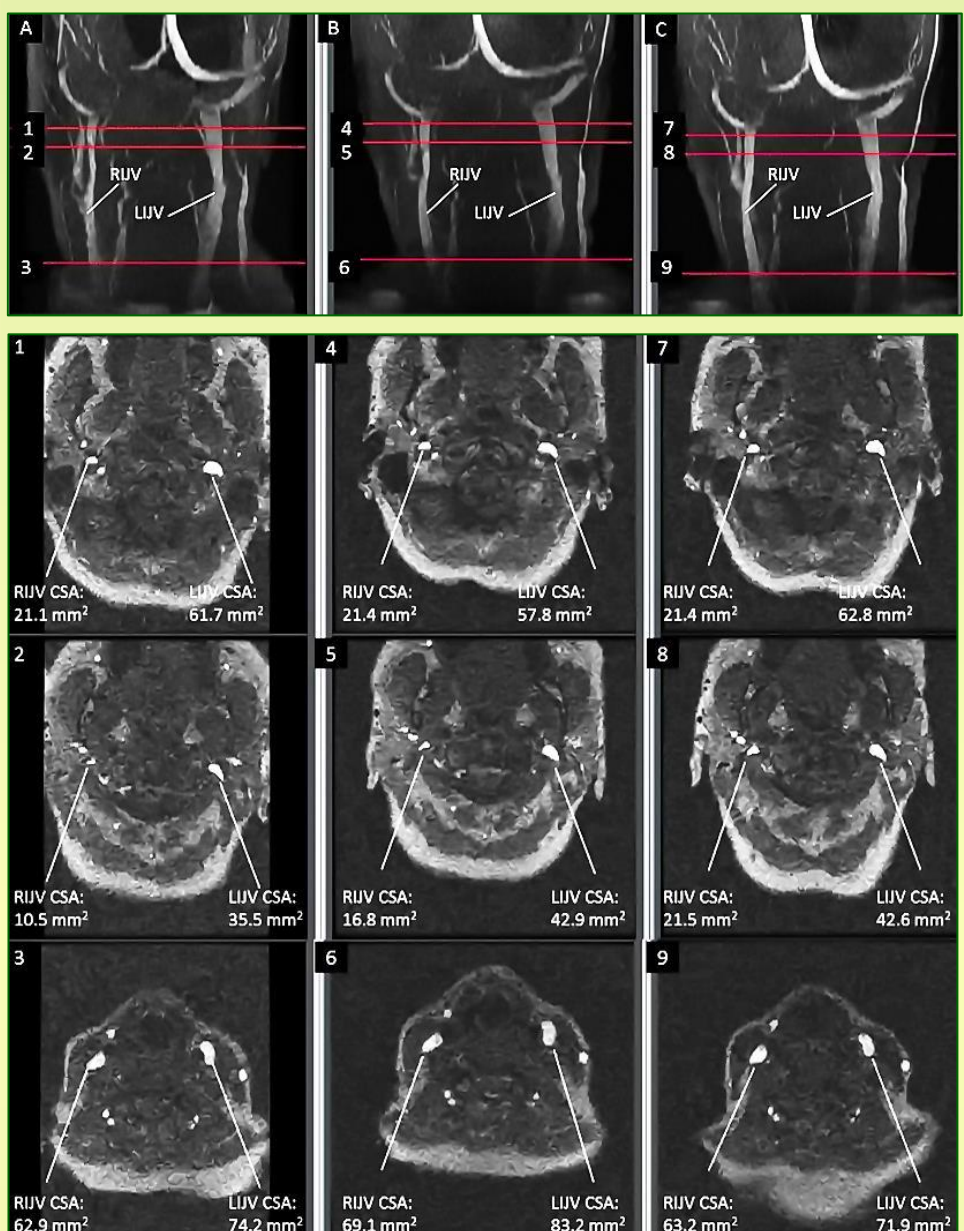 A
B
C
1
2
3
4
5
6
7
8
9
RIJV
LIJV
RIJV
LIJV
RIJV
LIJV
1
4
7
RIJV CSA:
21.1 mm²
LIJV CSA:
61.7 mm²
RIJV CSA:
21.4 mm²
LIJV CSA:
57.8 mm²
RIJV CSA:
21.4 mm²
LIJV CSA:
62.8 mm²
2
5
8
RIJV CSA:
10.5 mm²
LIJV CSA:
35.5 mm²
RIJV CSA:
16.8 mm²
LIJV CSA:
42.9 mm²
RIJV CSA:
21.5 mm²
LIJV CSA:
42.6 mm²
3
6
9
RIJV CSA:
62.9 mm²
LIJV CSA:
74.2 mm²
RIJV CSA:
69.1 mm²
LIJV CSA:
83.2 mm²
RIJV CSA:
63.2 mm²
LIJV CSA:
71.9 mm²